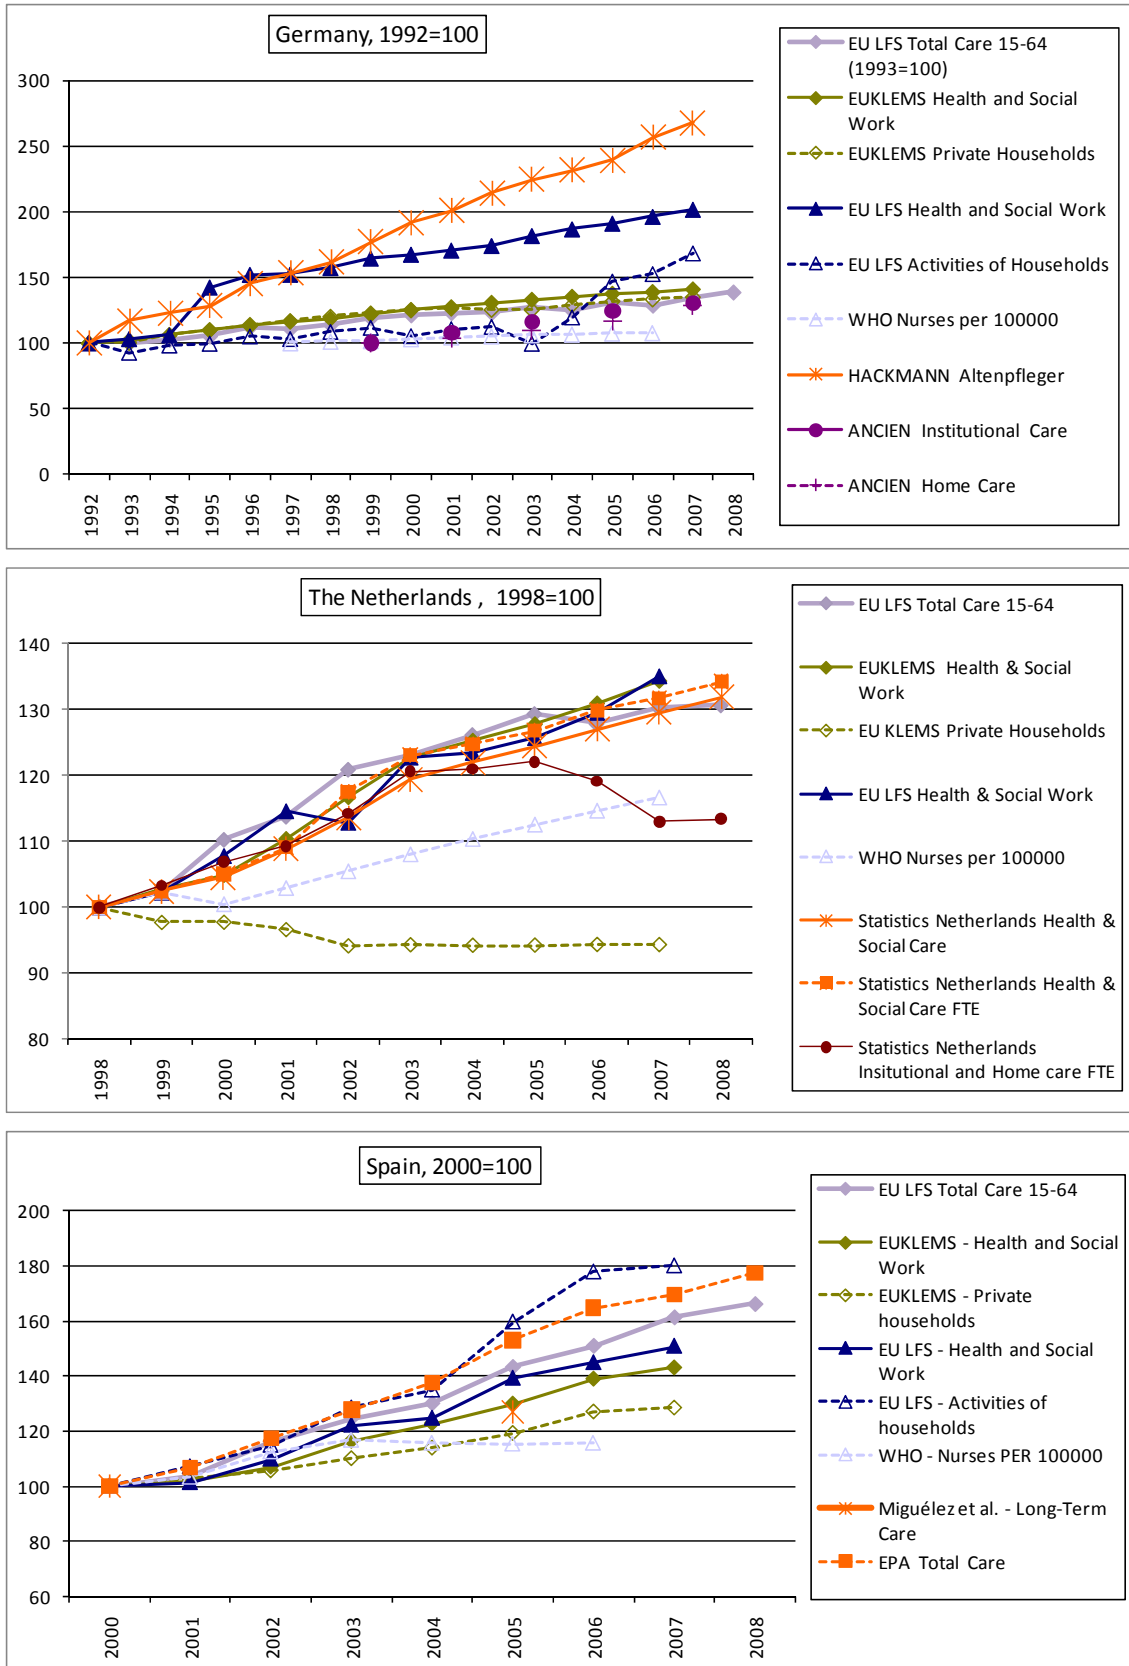 Germany, 1992=100
300
250
200
150
100
50
0
1992
1993
1994
1995
1996
1997
1998
1999
2000
2001
2002
2003
2004
2005
2006
2007
2008
EU LFS Total Care 15-64
(1993=100)
EUKLEMS Health and Social
Work
EUKLEMS Private Households
EU LFS Health and Social Work
EU LFS Activities of Households
WHO Nurses per 100000
HACKMANN Altenpfleger
ANCIEN Institutional Care
ANCIEN Home Care
The Netherlands , 1998=100
140
130
120
110
100
90
80
1998
1999
2000
2001
2002
2003
2004
2005
2006
2007
2008
EU LFS Total Care 15-64
EUKLEMS Health & Social
Work
EU KLEMS Private Households
EU LFS Health & Social Work
WHO Nurses per 100000
Statistics Netherlands Health &
Social Care
Statistics Netherlands Health &
Social Care FTE
Statistics Netherlands
Insitutional and Home care FTE
Spain, 2000=100
200
180
160
140
120
100
80
60
2000
2001
2002
2003
2004
2005
2006
2007
2008
EU LFS Total Care 15-64
EUKLEMS - Health and Social
Work
EUKLEMS - Private
households
EU LFS - Health and Social
Work
EU LFS - Activities of
households
WHO - Nurses PER 100000
Miguélez et al. - Long-Term
Care
EPA Total Care